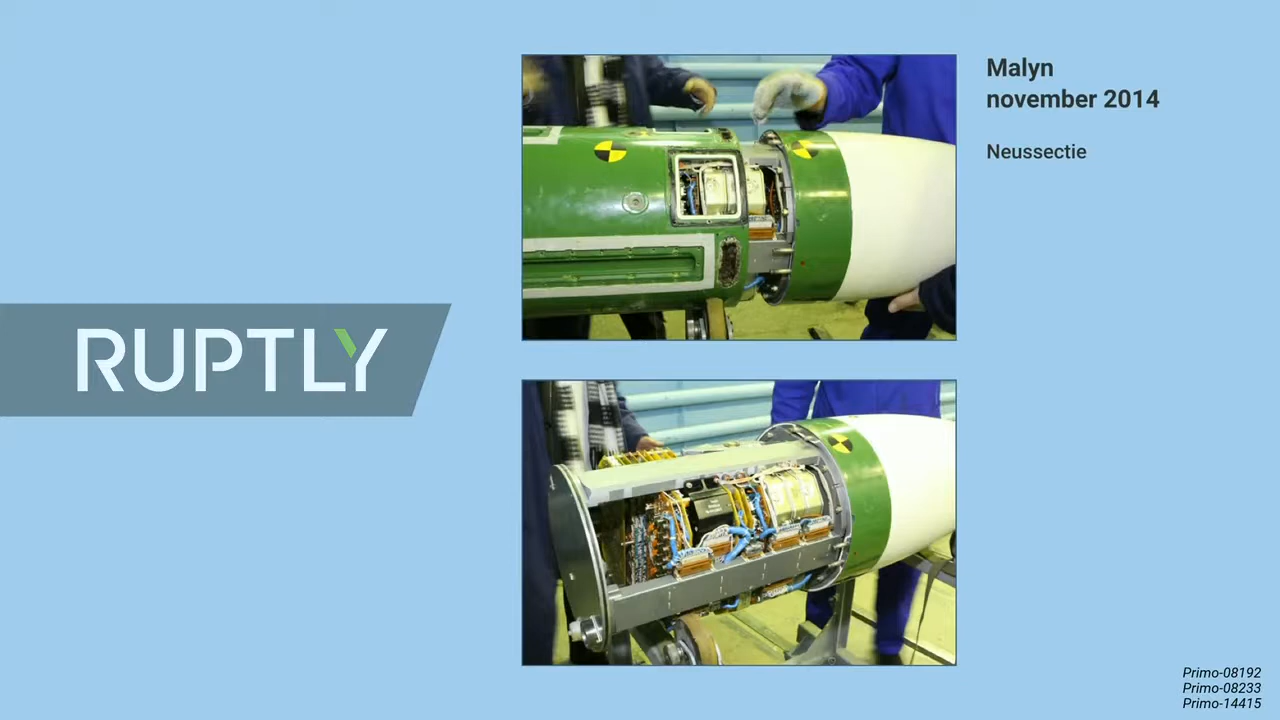 RUPTLY
Malyn
november 2014
Neussectie
Primo-08192
Primo-08233
Primo-14415